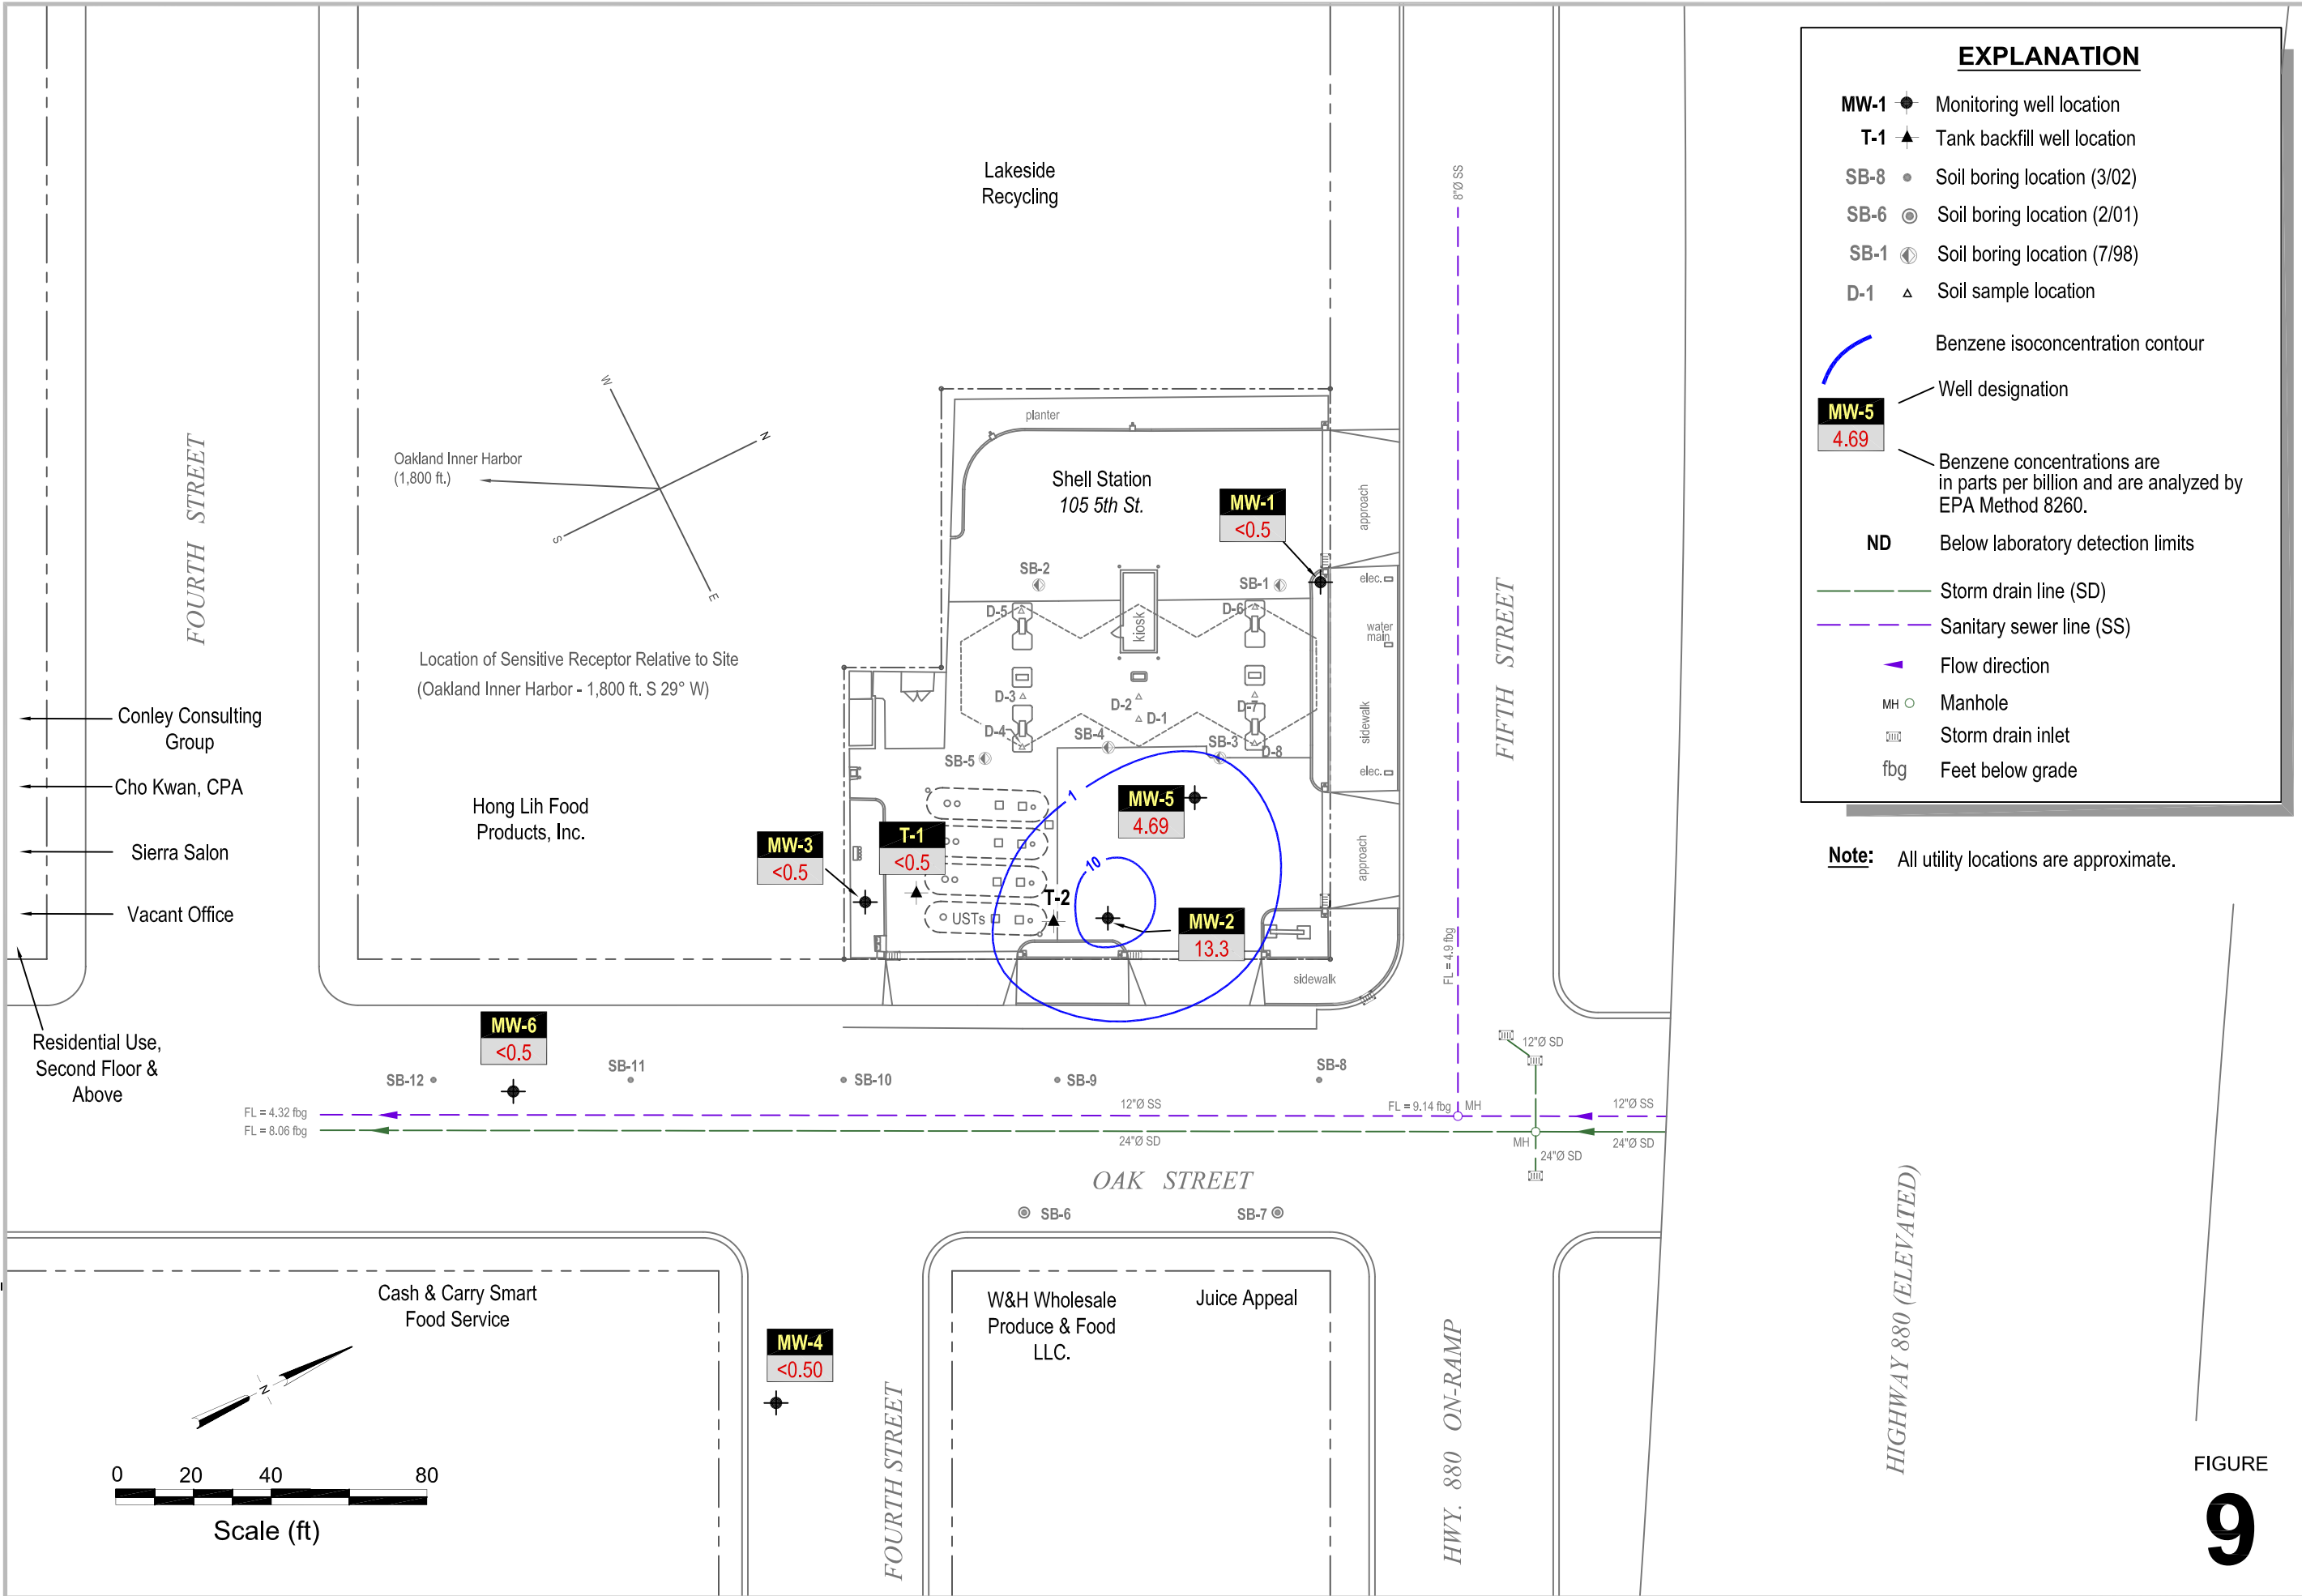 EXPLANATION
MW-1 Monitoring well location
T-1 Tank backfill well location
SB-8 Soil boring location (3/02)
SB-6 Soil boring location (2/01)
SB-1 Soil boring location (7/98)
D-1 Soil sample location
Benzene isoconcentration contour
Well designation
MW-5
4.69
Benzene concentrations are
in parts per billion and are analyzed by
EPA Method 8260.
ND Below laboratory detection limits
Storm drain line (SD)
Sanitary sewer line (SS)
Flow direction
MH Manhole
Storm drain inlet
fbg Feet below grade
Note: All utility locations are approximate.
Lakeside
Recycling
8"Ø SS
FOURTH STREET
W
N
S
E
Oakland Inner Harbor
(1,800 ft.)
Location of Sensitive Receptor Relative to Site
(Oakland Inner Harbor - 1,800 ft. S 29° W)
planter
Shell Station
105 5th St.
MW-1
<0.5
approach
SB-2
SB-1
elec.
D-5
kiosk
D-6
water
main
FIFTH STREET
D-3
D-2
D-1
D-7
sidewalk
D-4
SB-4
SB-3
D-8
SB-5
elec.
Conley Consulting
Group
Cho Kwan, CPA
Sierra Salon
Vacant Office
Residential Use,
Second Floor &
Above
Hong Lih Food
Products, Inc.
1
MW-5
4.69
MW-3
<0.5
T-1
<0.5
10
approach
T-2
USTs
MW-2
13.3
FL = 4.9 fbg
sidewalk
MW-6
<0.5
SB-12
SB-11
SB-10
SB-9
SB-8
12"Ø SD
FL = 4.32 fbg
12"Ø SS
FL = 9.14 fbg
MH
12"Ø SS
FL = 8.06 fbg
24"Ø SD
MH
24"Ø SD
24"Ø SD
OAK STREET
SB-6
SB-7
Cash & Carry Smart
Food Service
W&H Wholesale
Produce & Food
LLC.
Juice Appeal
MW-4
<0.50
FOURTH STREET
HWY. 880 ON-RAMP
HIGHWAY 880 (ELEVATED)
N
0 20 40 80
Scale (ft)
FIGURE
9